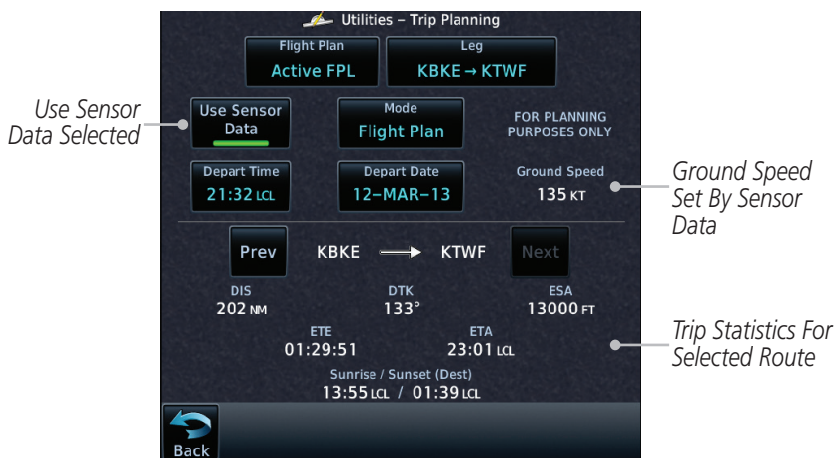 Utilities – Trip Planning
Flight Plan
Active FPL
Leg
KBKE → KTWF
Use Sensor
Data Selected
Use Sensor
Data
Mode
Flight Plan
FOR PLANNING
PURPOSES ONLY
Depart Time
21:32 LCL
Depart Date
12–MAR–13
Ground Speed
135 KT
Ground Speed
Set By Sensor
Data
Prev
KBKE → KTWF
Next
DIS
202 NM
DTK
133°
ESA
13000 FT
ETE
01:29:51
ETA
23:01 LCL
Trip Statistics For
Selected Route
Sunrise / Sunset (Dest)
13:55 LCL / 01:39 LCL
Back